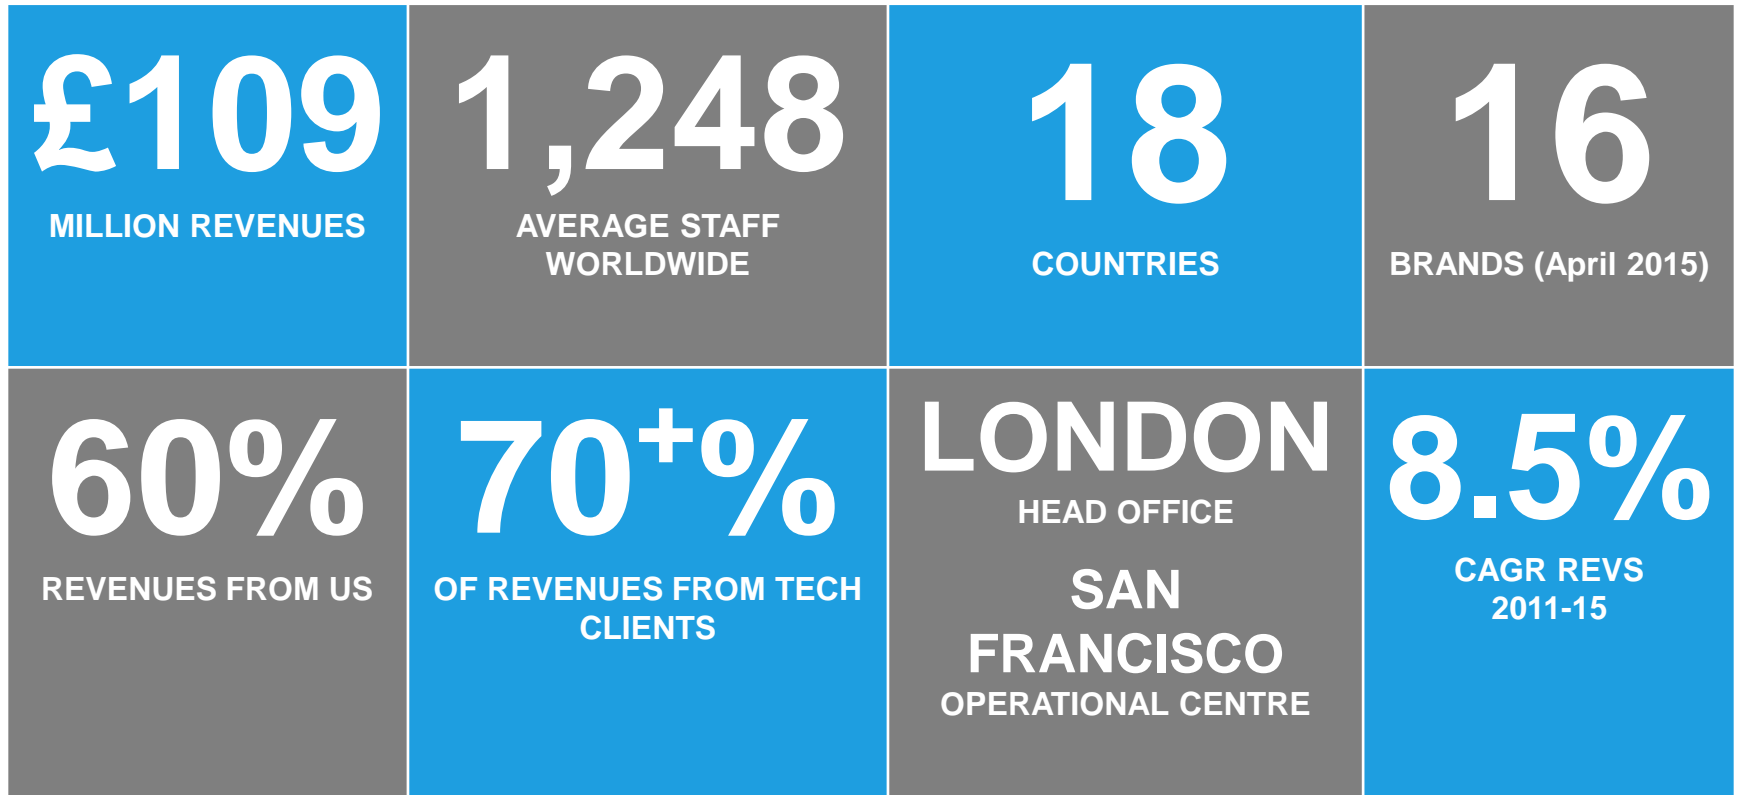 £109
MILLION REVENUES
1,248
AVERAGE STAFF
WORLDWIDE
18
COUNTRIES
16
BRANDS (April 2015)
60%
REVENUES FROM US
70+%
OF REVENUES FROM TECH
CLIENTS
LONDON
HEAD OFFICE
SAN
FRANCISCO
OPERATIONAL CENTRE
8.5%
CAGR REVS
2011-15